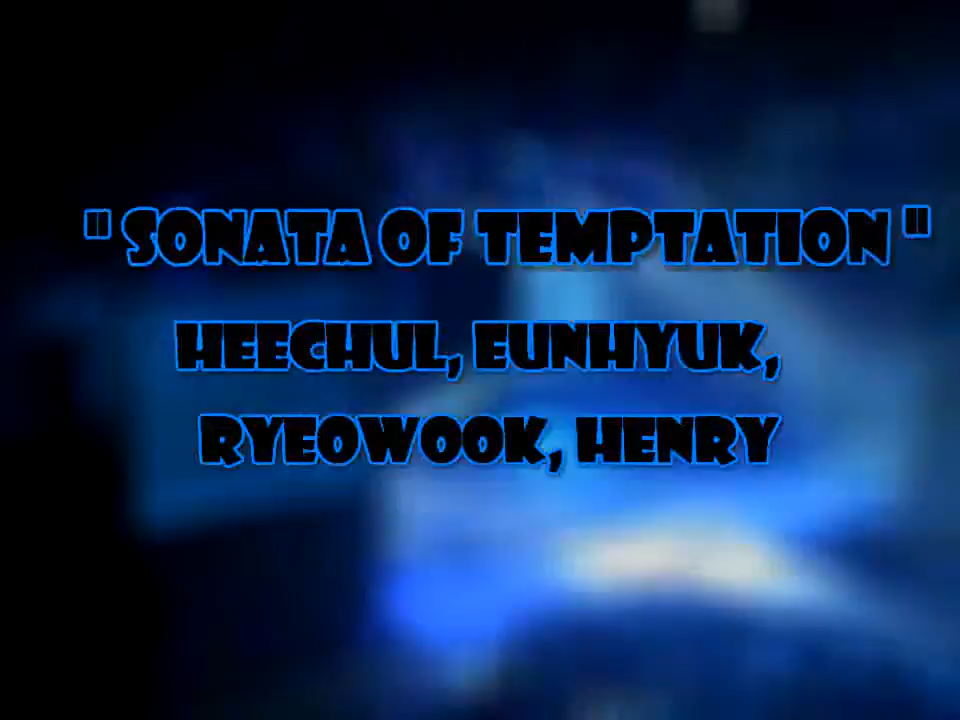 " SONATA OF TEMPTATION "
HEECHUL, EUNHYUK,
RYEOWOOK, HENRY